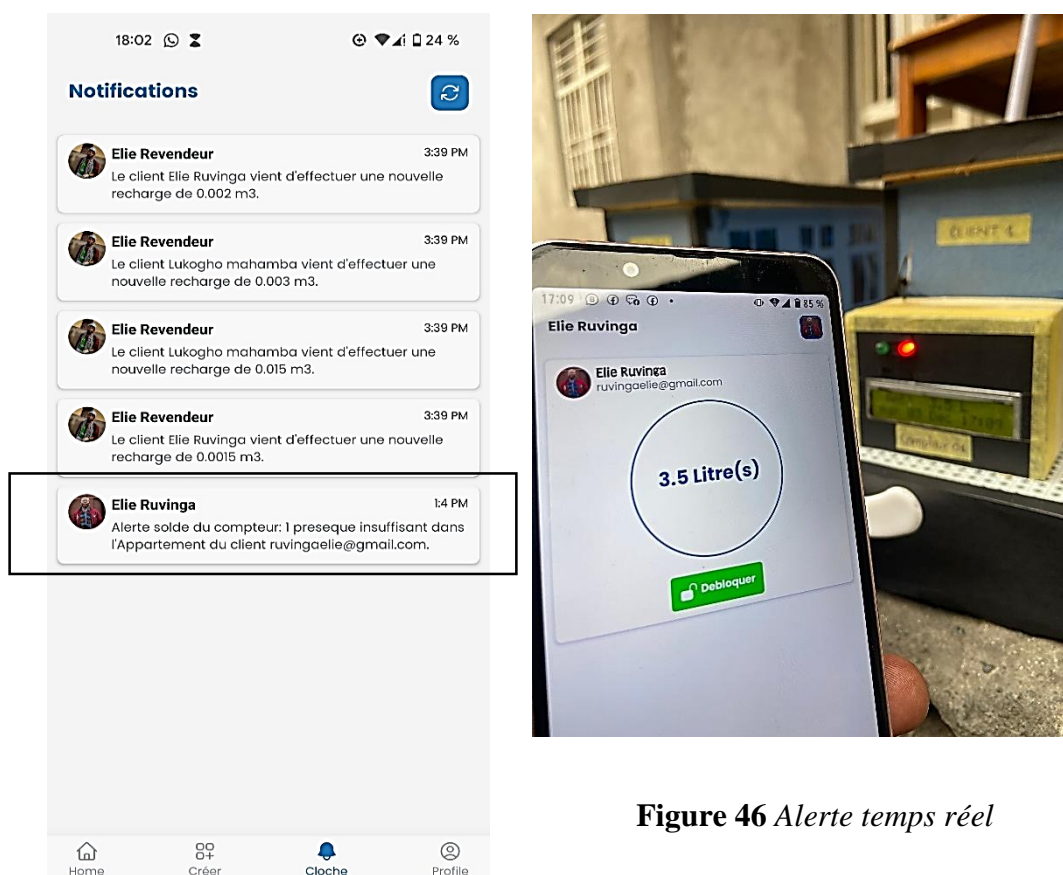 18:02
24 %
Notifications
Elie Revendeur 3:39 PM
Le client Elie Ruvinga vient d'effectuer une nouvelle
recharge de 0.002 m3.
Elie Revendeur 3:39 PM
Le client Lukogho mahamba vient d'effectuer une
nouvelle recharge de 0.003 m3.
Elie Revendeur 3:39 PM
Le client Lukogho mahamba vient d'effectuer une
nouvelle recharge de 0.015 m3.
Elie Revendeur 3:39 PM
Le client Elie Ruvinga vient d'effectuer une nouvelle
recharge de 0.0015 m3.
Elie Ruvinga 1:4 PM
Alerte solde du compteur: 1 preseque insuffisant dans
l'Appartement du client ruvingaelie@gmail.com.
Home Créer Cloche Profile
CLIENT 1
17:09 85 %
Elie Ruvinga
Elie Ruvinga
ruvingaelie@gmail.com
3.5 Litre(s)
Debloquer
Figure 46 Alerte temps réel